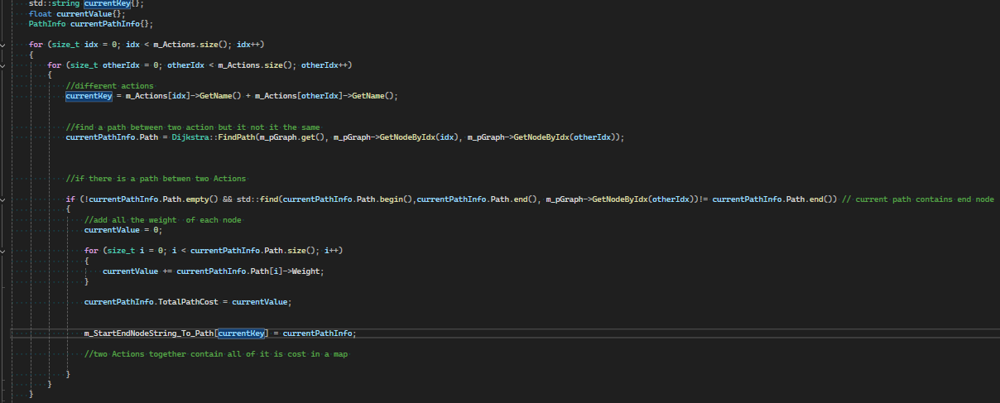 std::string currentKey{};
float currentValue{};
PathInfo currentPathInfo{};
for (size_t idx = 0; idx < m_Actions.size(); idx++)
{
for (size_t otherIdx = 0; otherIdx < m_Actions.size(); otherIdx++)
{
//different actions
currentKey = m_Actions[idx]->GetName() + m_Actions[otherIdx]->GetName();
//find a path between two action but it not it the same
currentPathInfo.Path = Dijkstra::FindPath(m_pGraph.get(), m_pGraph->GetNodeByIdx(idx), m_pGraph->GetNodeByIdx(otherIdx));
//if there is a path betwen two Actions
if (!currentPathInfo.Path.empty() && std::find(currentPathInfo.Path.begin(),currentPathInfo.Path.end(), m_pGraph->GetNodeByIdx(otherIdx))!= currentPathInfo.Path.end()) // current path contains end node
{
//add all the weight  of each node
currentValue = 0;
for (size_t i = 0; i < currentPathInfo.Path.size(); i++)
{
currentValue += currentPathInfo.Path[i]->Weight;
}
currentPathInfo.TotalPathCost = currentValue;
m_StartEndNodeString_To_Path[currentKey] = currentPathInfo;
//two Actions together contain all of it is cost in a map
}
}
}